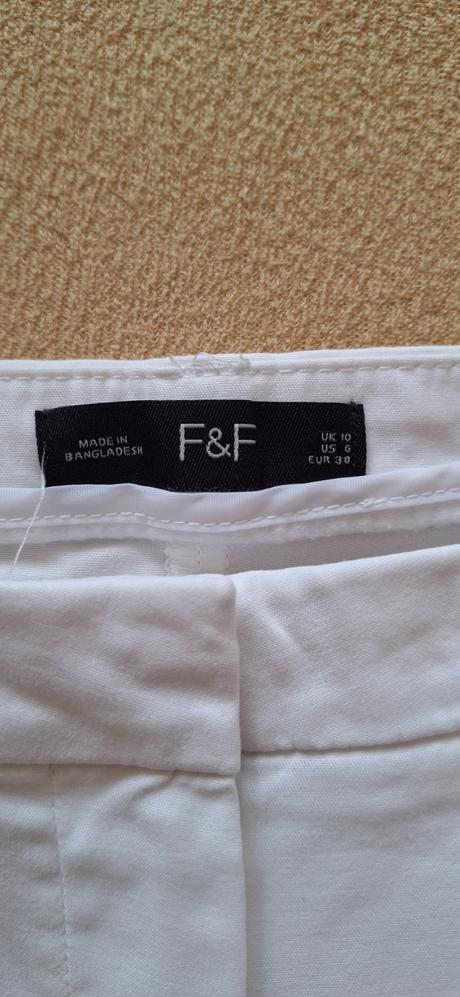 MADE IN
BANGLADESH
F&F
UK 10
US 6
EUR 38